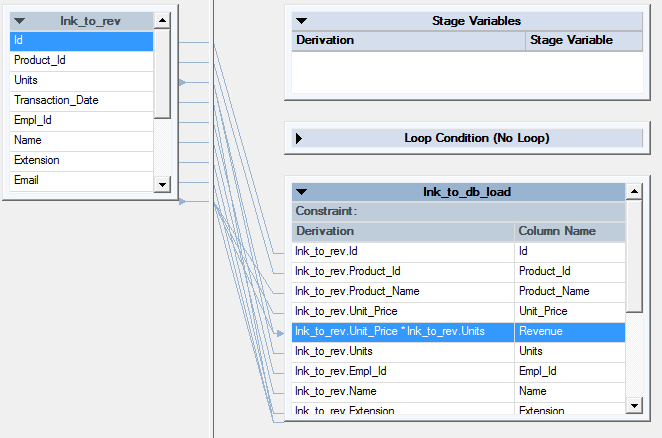 lnk_to_rev
Id
Product_Id
Units
Transaction_Date
Empl_Id
Name
Extension
Email
Stage Variables
Derivation Stage Variable
Loop Condition (No Loop)
lnk_to_db_load
Constraint:
Derivation Column Name
lnk_to_rev.Id Id
lnk_to_rev.Product_Id Product_Id
lnk_to_rev.Product_Name Product_Name
lnk_to_rev.Unit_Price Unit_Price
lnk_to_rev.Unit_Price * lnk_to_rev.Units Revenue
lnk_to_rev.Units Units
lnk_to_rev.Empl_Id Empl_Id
lnk_to_rev.Name Name
lnk_to_rev.Extension Extension